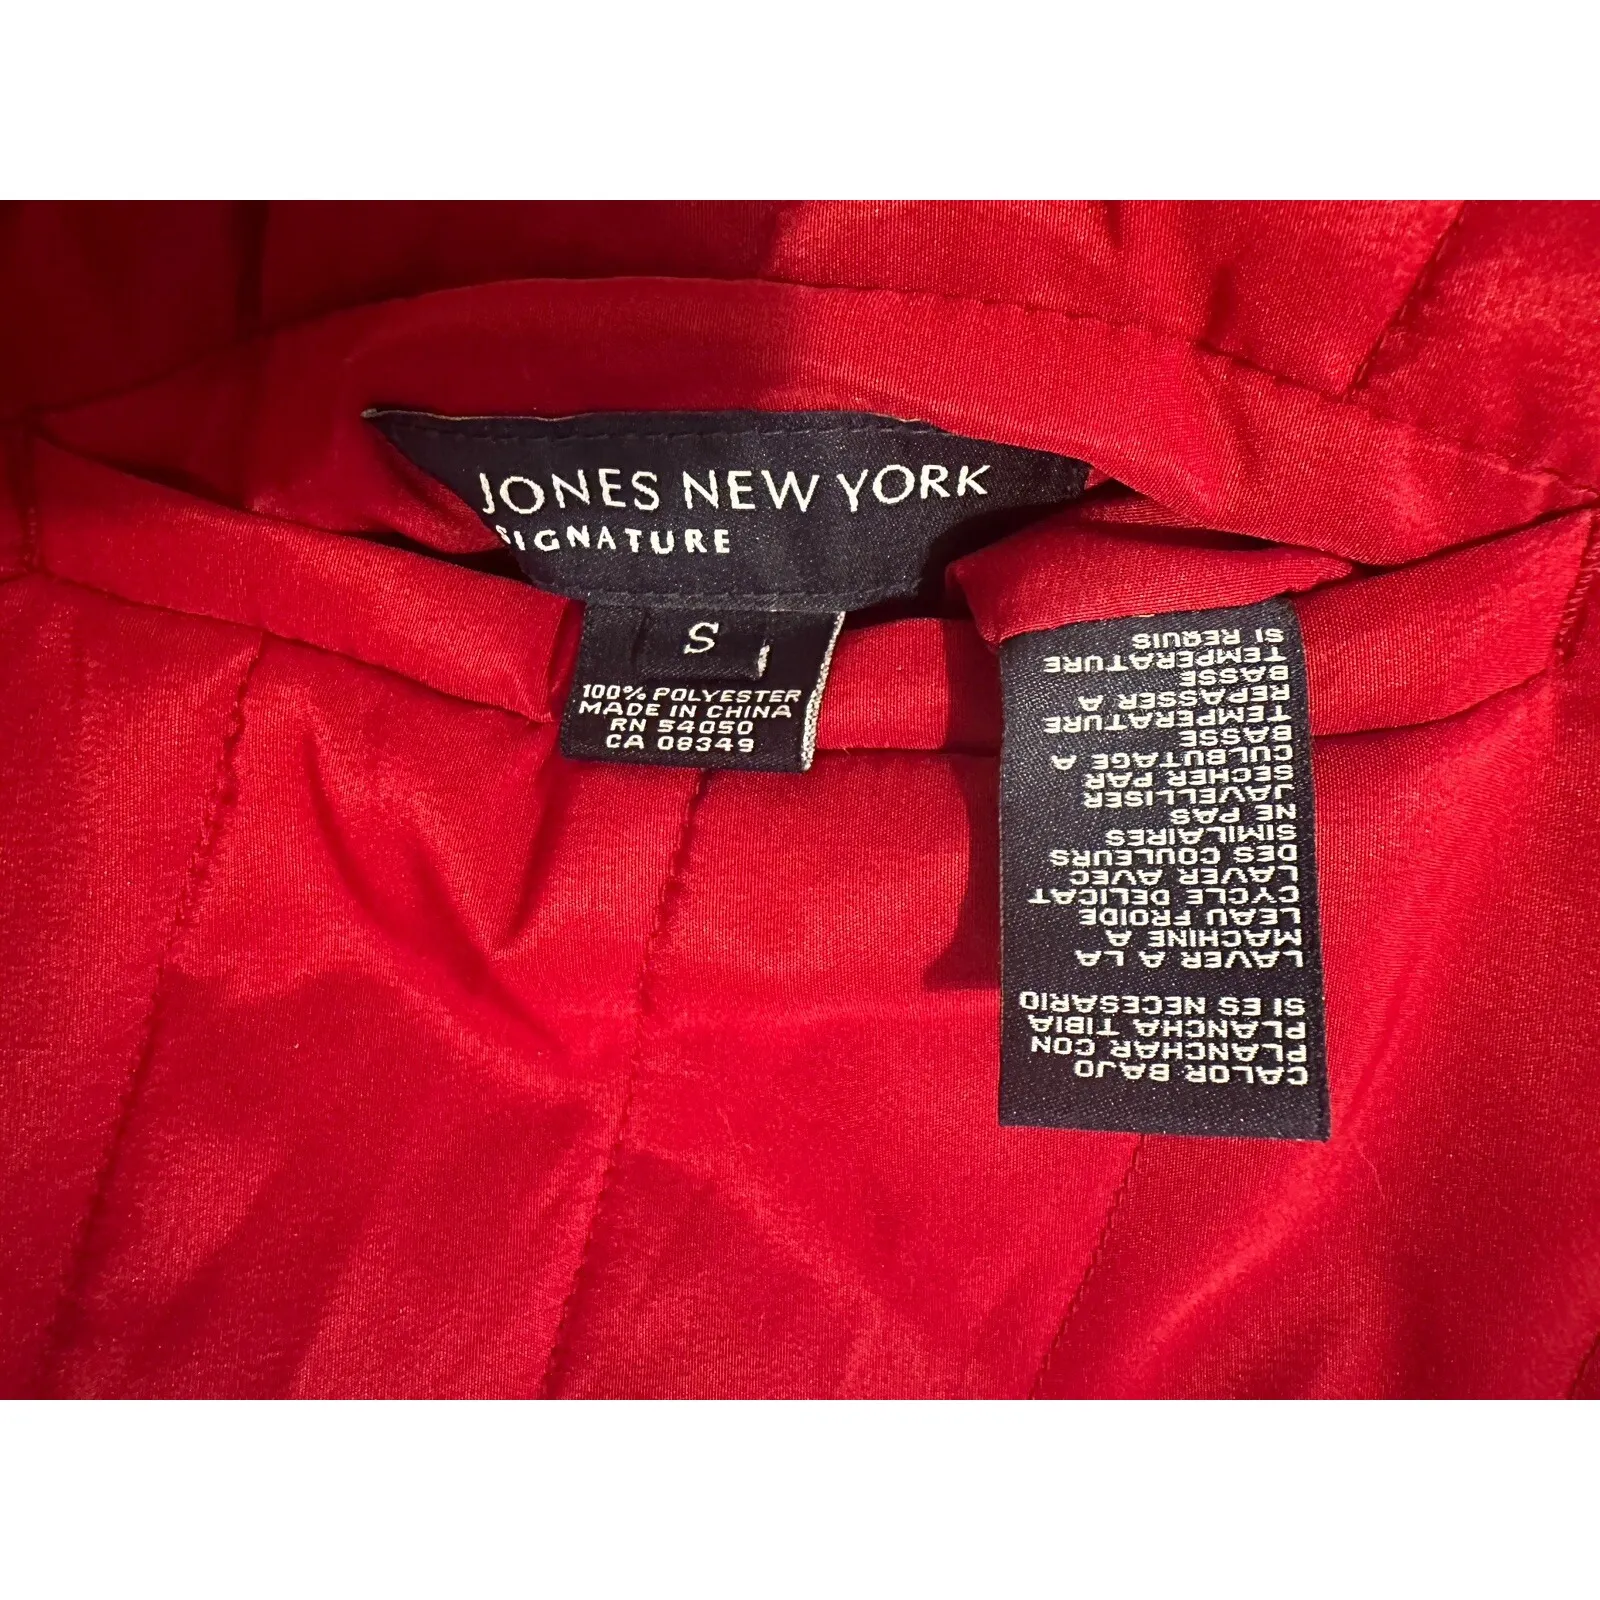 JONES NEW YORK
SIGNATURE
S
100% POLYESTER
MADE IN CHINA
RN 54050
CA 08349
CALOR BAJO
PLANCHAR CON
PLANCHA TIBIA
SI ES NECESARIO
LAVER A LA
MACHINE A
LEAU FROIDE
CYCLE DELICAT
LAVER AVEC
DES COULEURS
SIMILAIRES
NE PAS
JAVELLISER
SECHER PAR
CULBUTAGE A
BASSE
TEMPERATURE
REPASSER A
BASSE
TEMPERATURE
SI REQUIS